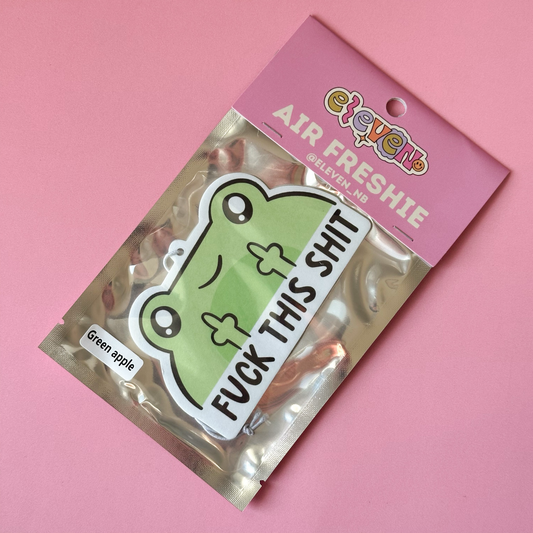 eleven
AIR FRESHIE
@ELEVEN_NB
FUCK THIS SHIT
Green apple